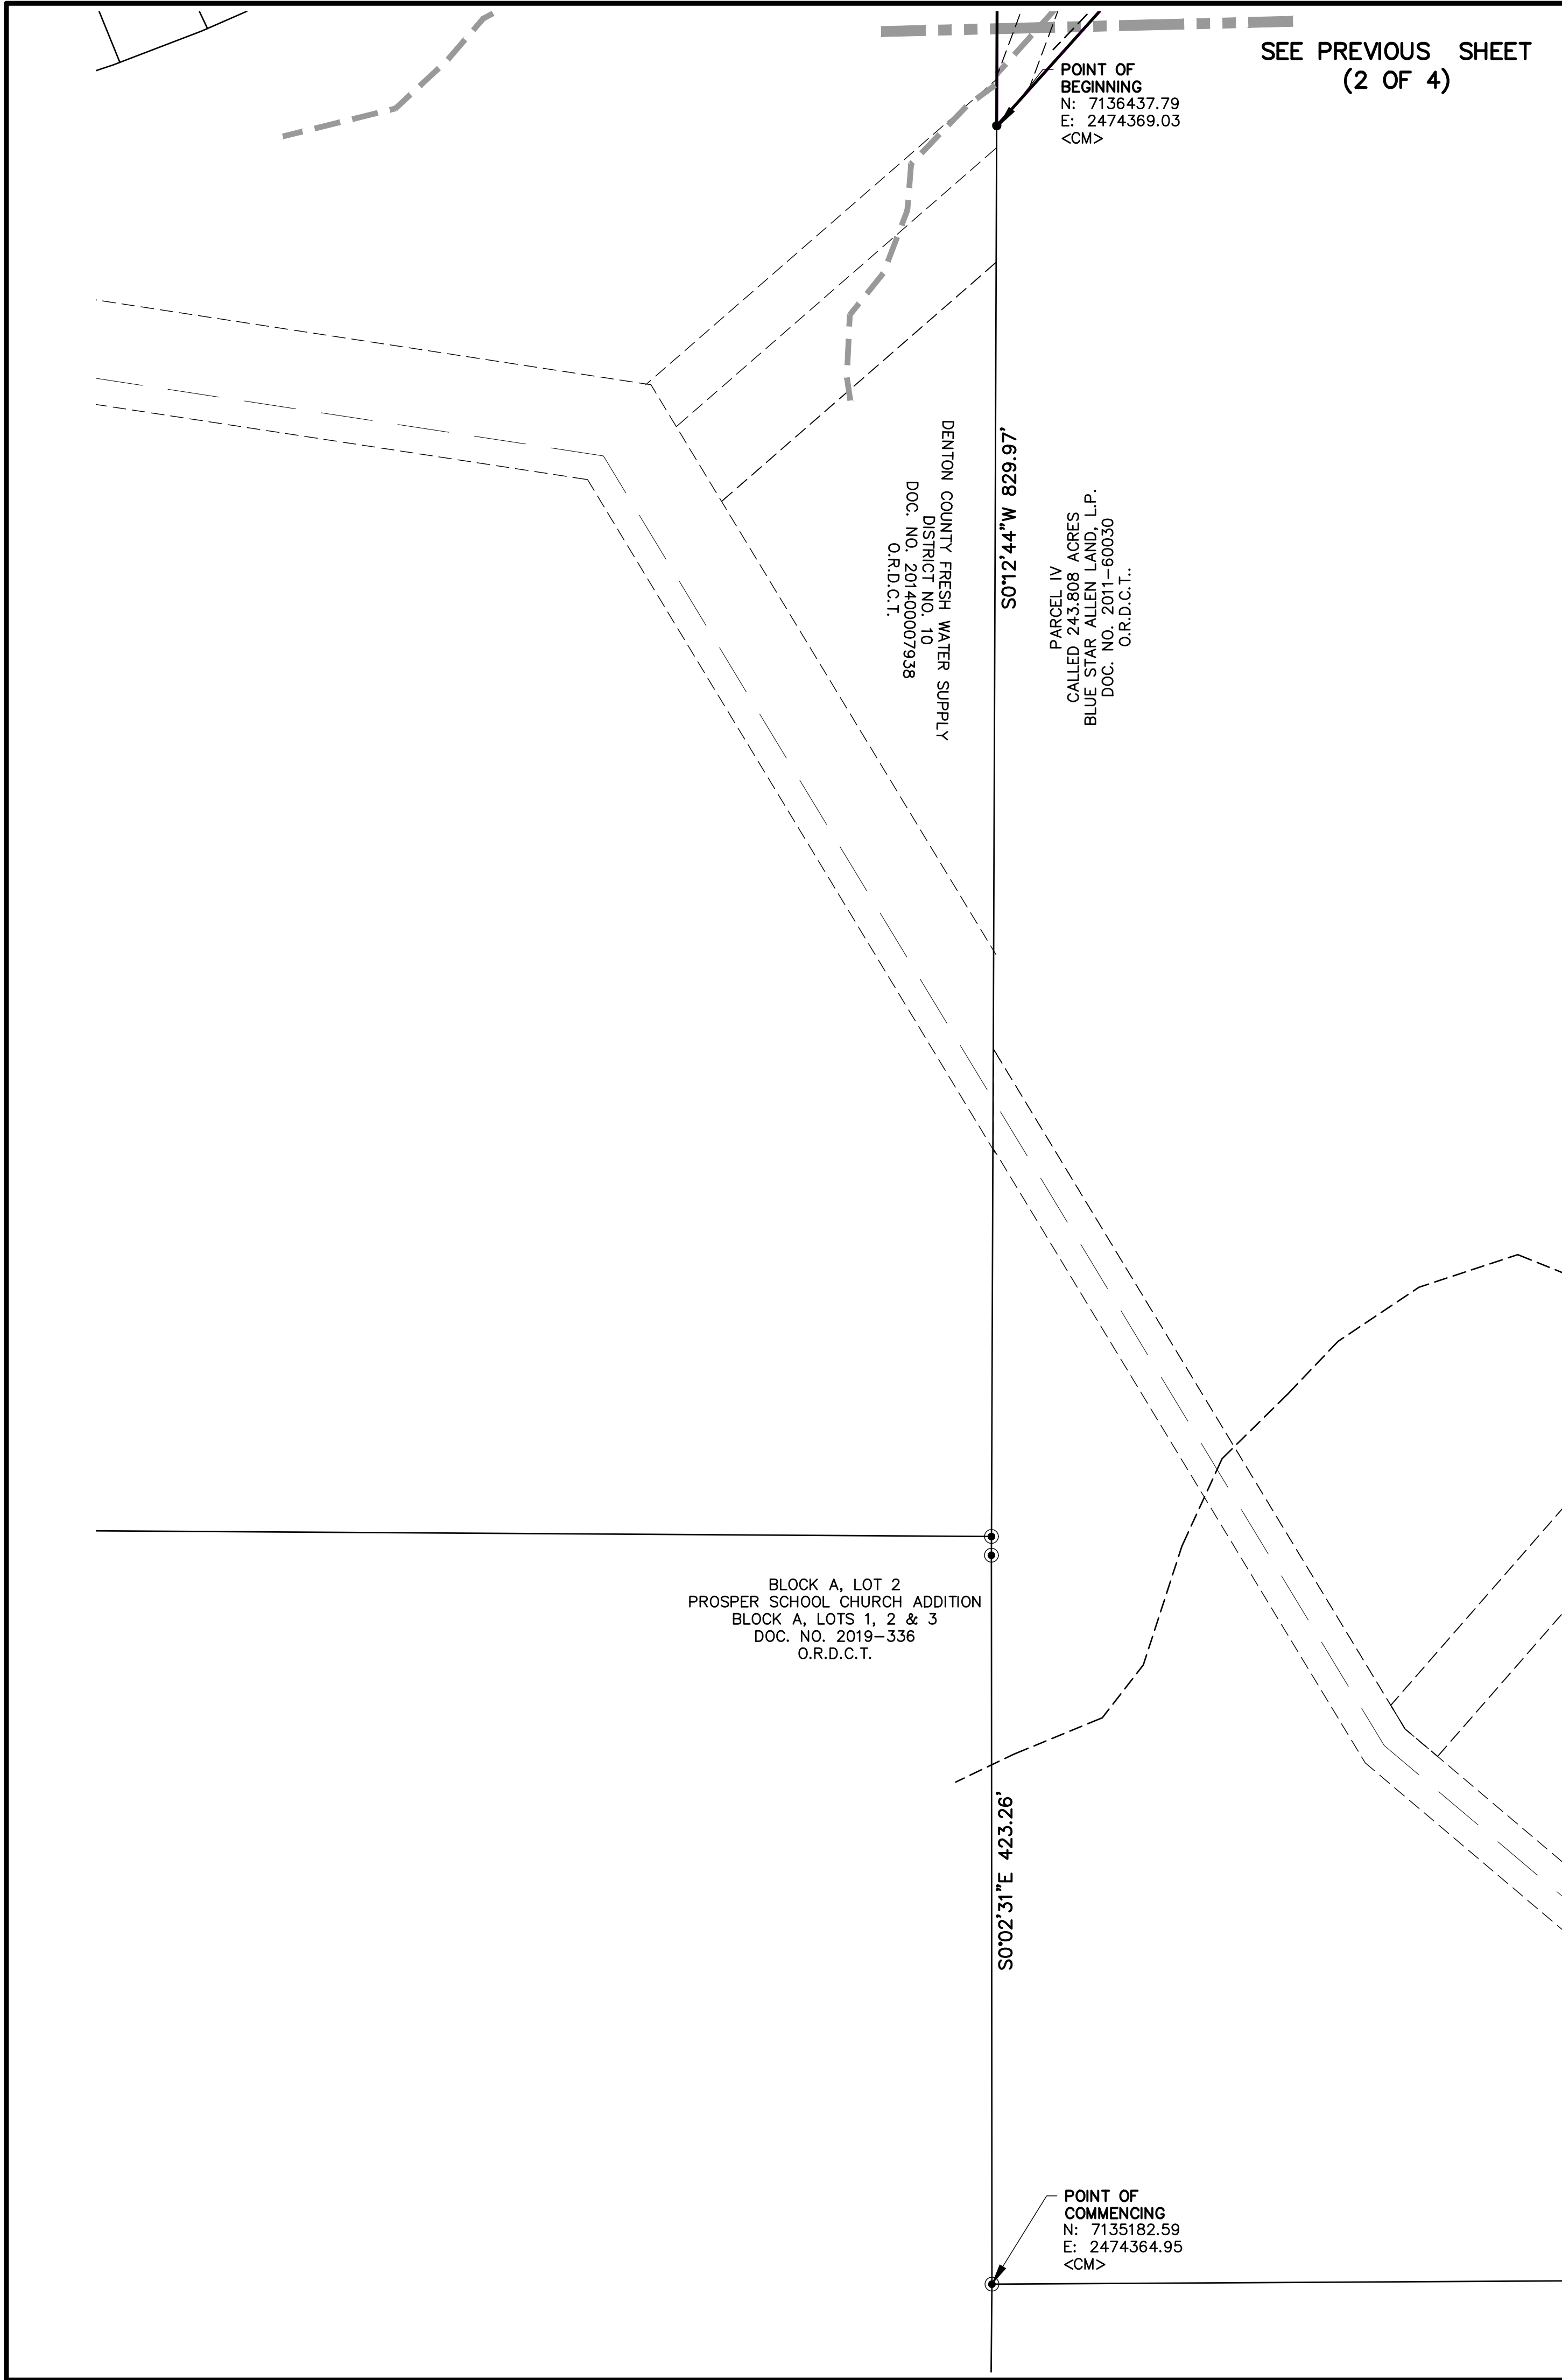 SEE PREVIOUS SHEET
(2 OF 4)
POINT OF
BEGINNING
N: 7136437.79
E: 2474369.03
<CM>
DENTON COUNTY FRESH WATER SUPPLY
DISTRICT NO. 10
DOC. NO. 201400007938
O.R.D.C.T.
S0°12'44"W 829.97'
PARCEL IV
CALLED 243.808 ACRES
BLUE STAR ALLEN LAND, L.P.
DOC. NO. 2011-60030
O.R.D.C.T..
BLOCK A, LOT 2
PROSPER SCHOOL CHURCH ADDITION
BLOCK A, LOTS 1, 2 & 3
DOC. NO. 2019-336
O.R.D.C.T.
S0°02'31"E 423.26'
POINT OF
COMMENCING
N: 7135182.59
E: 2474364.95
<CM>